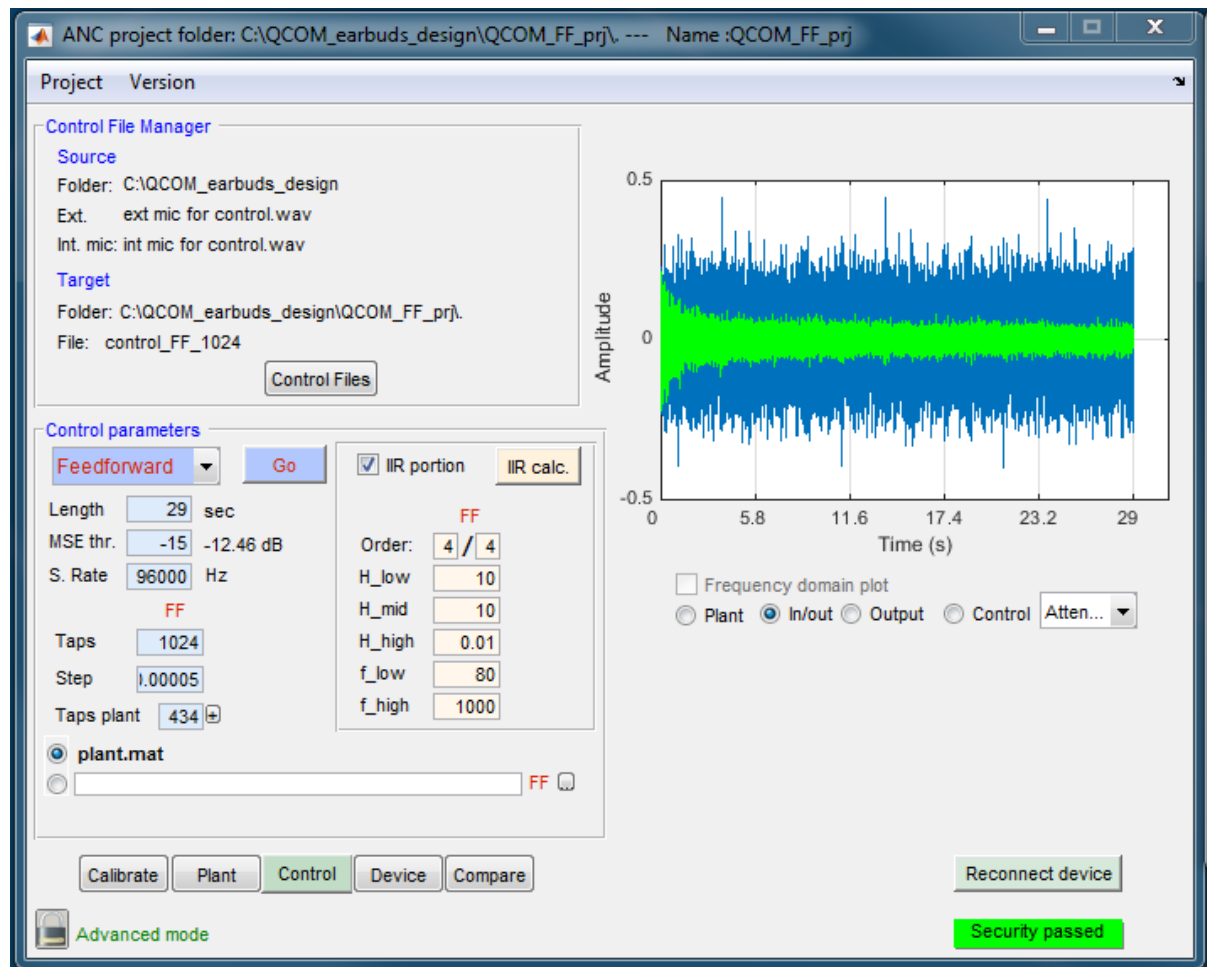 ANC project folder: C:\QCOM_earbuds_design\QCOM_FF_prj\. --- Name :QCOM_FF_prj
Project Version
Control File Manager
Source
Folder: C:\QCOM_earbuds_design
Ext. ext mic for control.wav
Int. mic: int mic for control.wav
Target
Folder: C:\QCOM_earbuds_design\QCOM_FF_prj\.
File: control_FF_1024
Control Files
Control parameters
Feedforward Go
Length 29 sec
MSE thr. -15 -12.46 dB
S. Rate 96000 Hz
FF
Taps 1024
Step ).00005
Taps plant 434 +
IIR portion IIR calc.
FF
Order: 4 / 4
H_low 10
H_mid 10
H_high 0.01
f_low 80
f_high 1000
plant.mat
FF ...
0.5
0
-0.5
Amplitude
0 5.8 11.6 17.4 23.2 29
Time (s)
Frequency domain plot
Plant In/out Output Control Atten...
Calibrate Plant Control Device Compare
Reconnect device
Advanced mode
Security passed